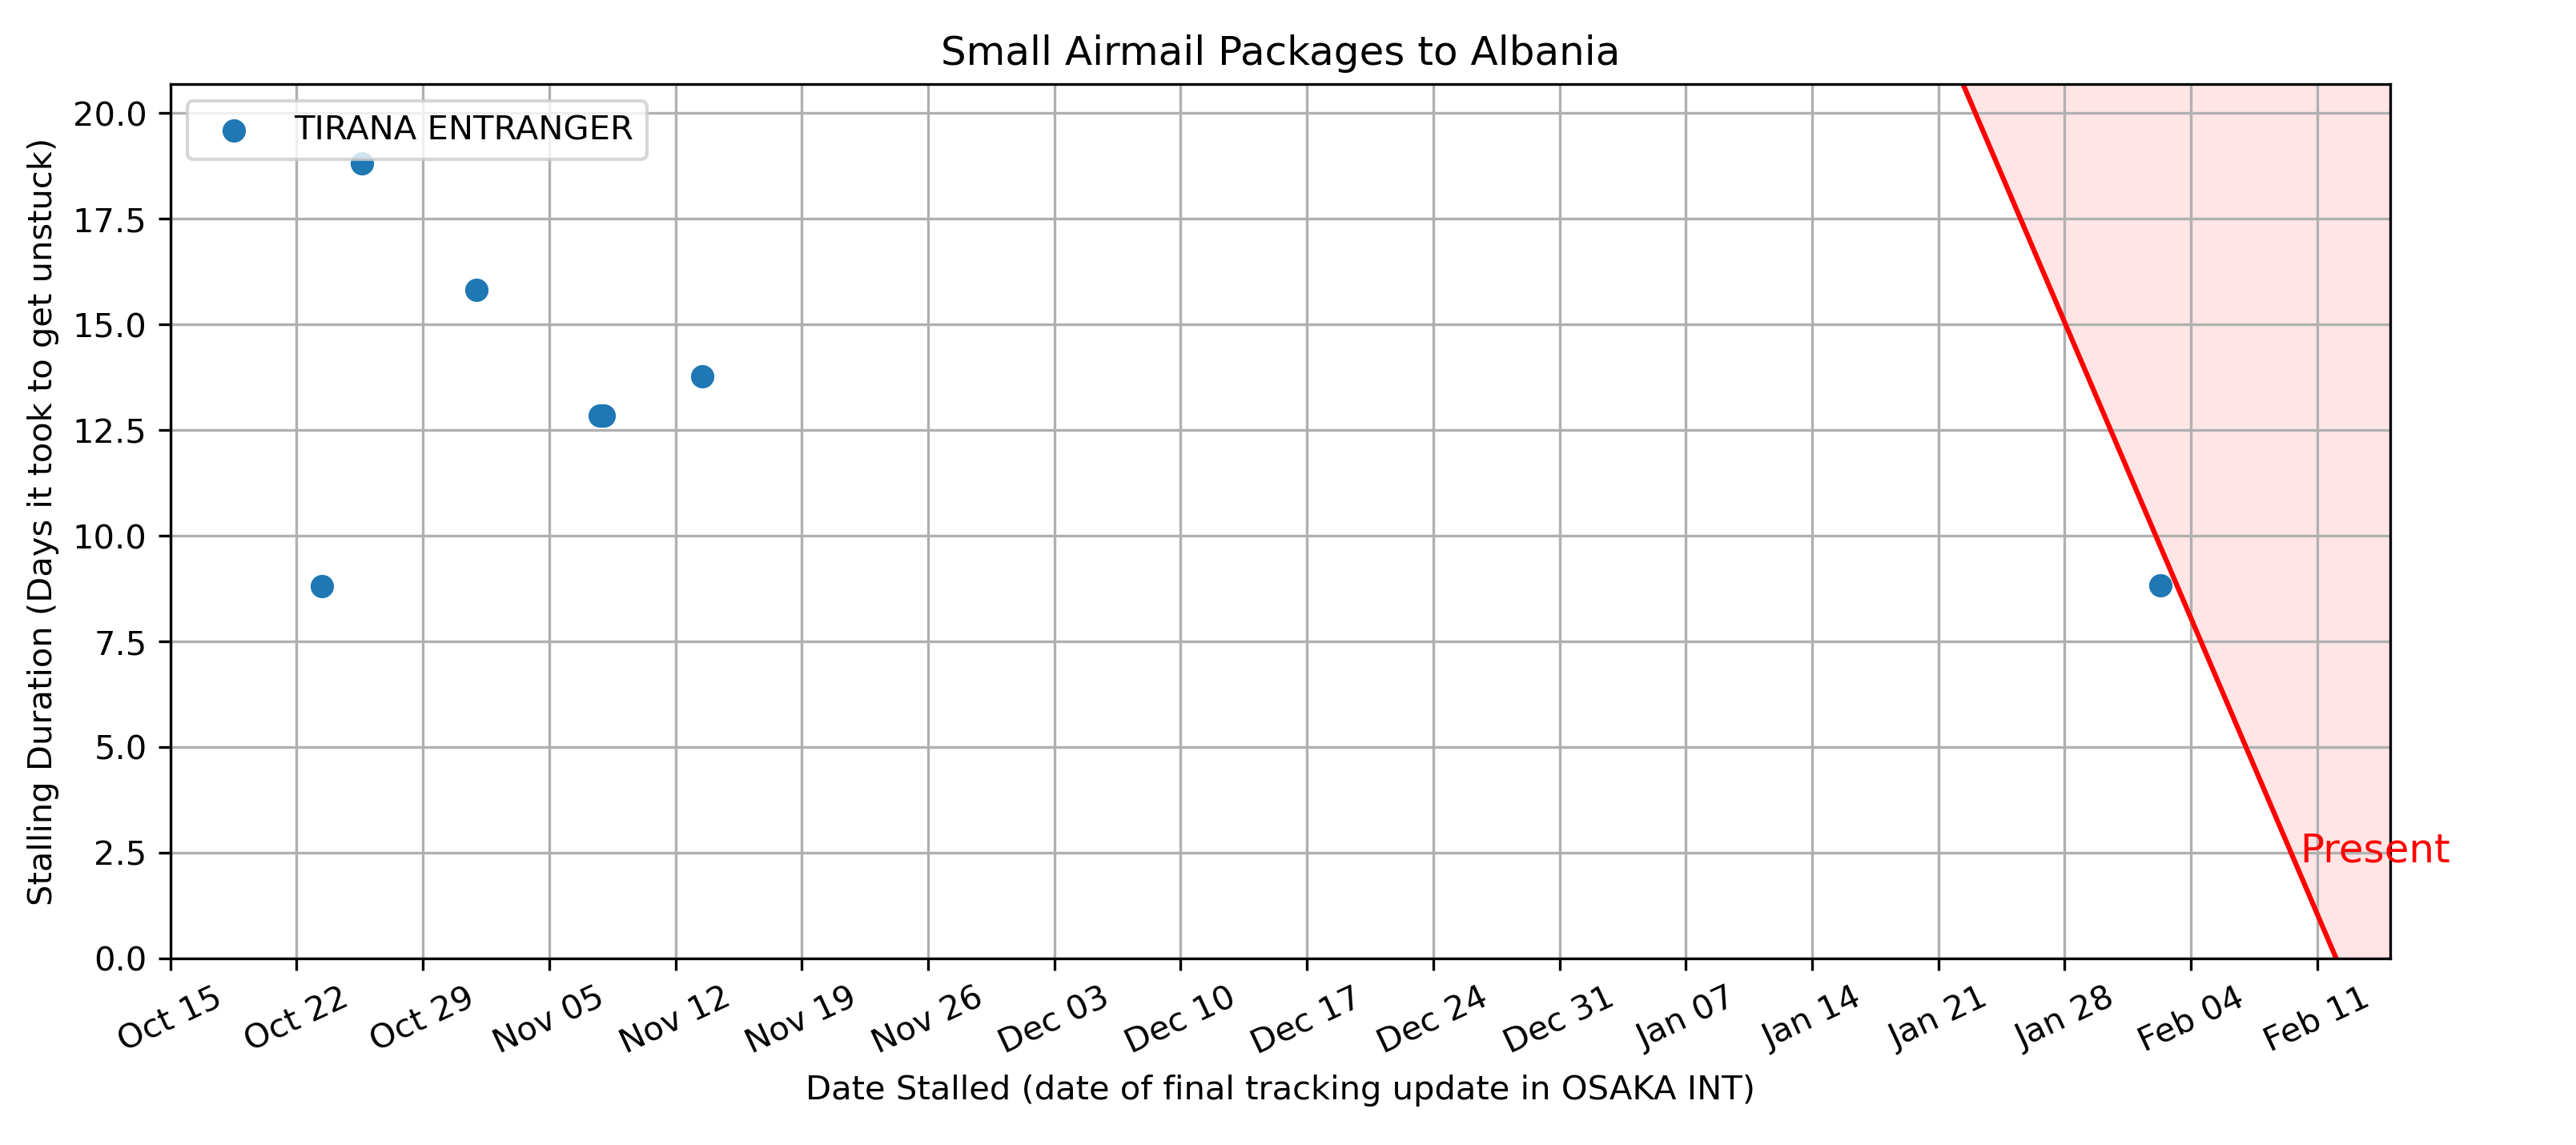 Small Airmail Packages to Albania
TIRANA ENTRANGER
Stalling Duration (Days it took to get unstuck)
20.0
17.5
15.0
12.5
10.0
7.5
5.0
2.5
0.0
Present
Oct 15
Oct 22
Oct 29
Nov 05
Nov 12
Nov 19
Nov 26
Dec 03
Dec 10
Dec 17
Dec 24
Dec 31
Jan 07
Jan 14
Jan 21
Jan 28
Feb 04
Feb 11
Date Stalled (date of final tracking update in OSAKA INT)